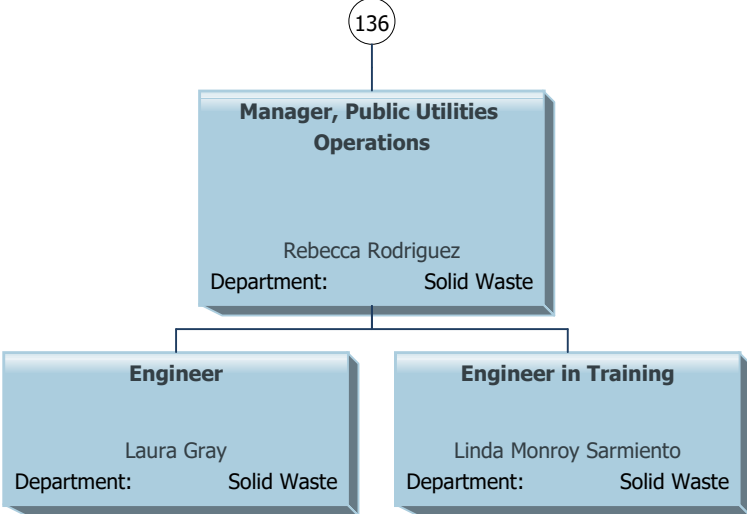 136
Manager, Public Utilities
Operations
Rebecca Rodriguez
Department: Solid Waste
Engineer
Laura Gray
Department: Solid Waste
Engineer in Training
Linda Monroy Sarmiento
Department: Solid Waste